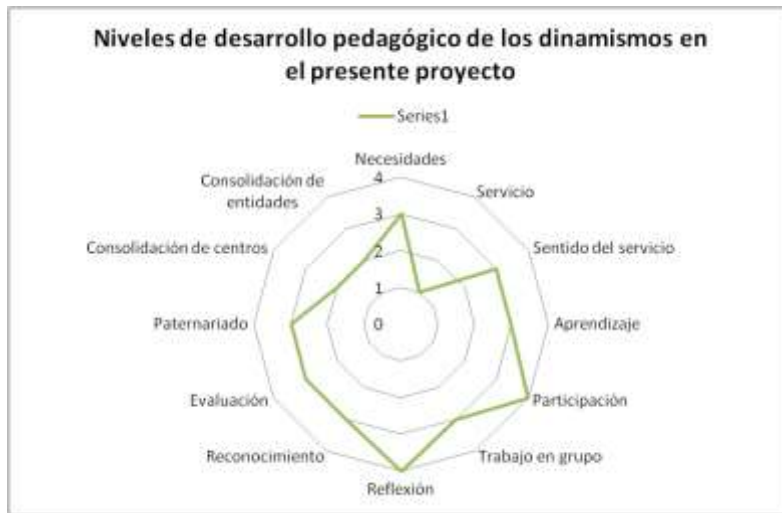 Niveles de desarrollo pedagógico de los dinamismos en
el presente proyecto
Series1
Necesidades
Servicio
Sentido del servicio
Aprendizaje
Participación
Trabajo en grupo
Reflexión
Reconocimiento
Evaluación
Paternariado
Consolidación de centros
Consolidación de
entidades
4
3
2
1
0